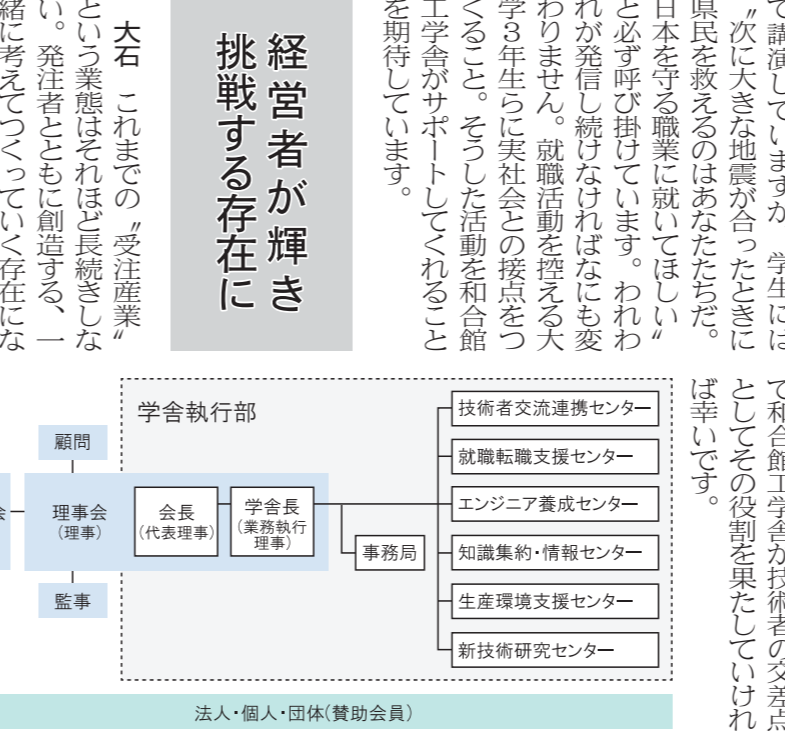 て講演していますが、学生には
〝次に大きな地震が合ったときに
県民を救えるのはあなたたちだ。
日本を守る職業に就いてほしい〟
と必ず呼び掛けています。われわ
れが発信し続けなければなにも変
わりません。就職活動を控える大
学３年生らに実社会との接点をつ
くること。そうした活動を和合館
工学舎がサポートしてくれること
を期待しています。
経営者が輝き
挑戦する存在に
大石　これまでの〝受注産業〟
という業態はそれほど長続きしな
い。発注者とともに創造する、一
緒に考えてつくっていく存在にな
て和合館工学舎が技術者の交差点
としてその役割を果たしていけれ
ば幸いです。
学舎執行部
顧問
会
理事会
（理事）
監事
会長
（代表理事）
学舎長
（業務執行
理事）
事務局
技術者交流連携センター
就職転職支援センター
エンジニア養成センター
知識集約・情報センター
生産環境支援センター
新技術研究センター
法人・個人・団体(賛助会員)